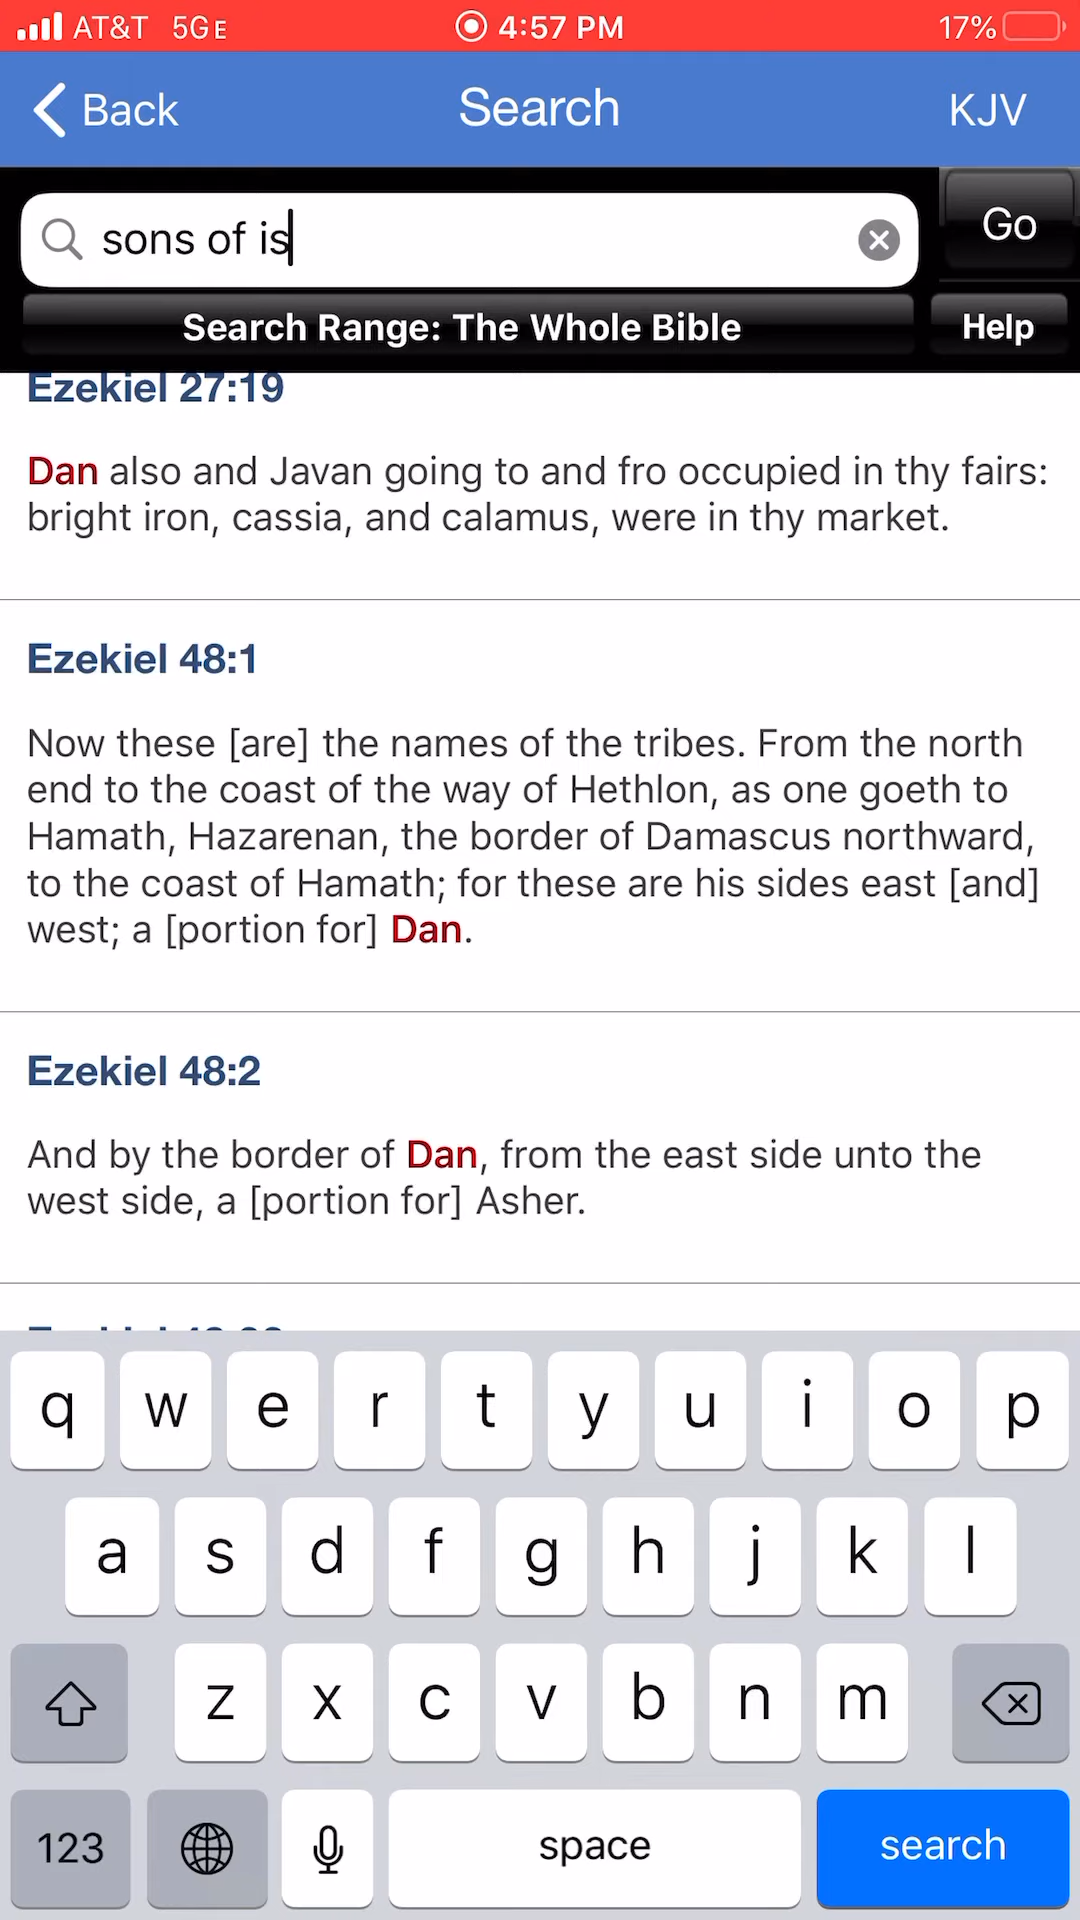 AT&T 5GE 4:57 PM 17%
Back Search KJV
sons of is Go
Search Range: The Whole Bible Help
Ezekiel 27:19
Dan also and Javan going to and fro occupied in thy fairs:
bright iron, cassia, and calamus, were in thy market.
Ezekiel 48:1
Now these [are] the names of the tribes. From the north
end to the coast of the way of Hethlon, as one goeth to
Hamath, Hazarenan, the border of Damascus northward,
to the coast of Hamath; for these are his sides east [and]
west; a [portion for] Dan.
Ezekiel 48:2
And by the border of Dan, from the east side unto the
west side, a [portion for] Asher.
q w e r t y u i o p
a s d f g h j k l
z x c v b n m
123 space search